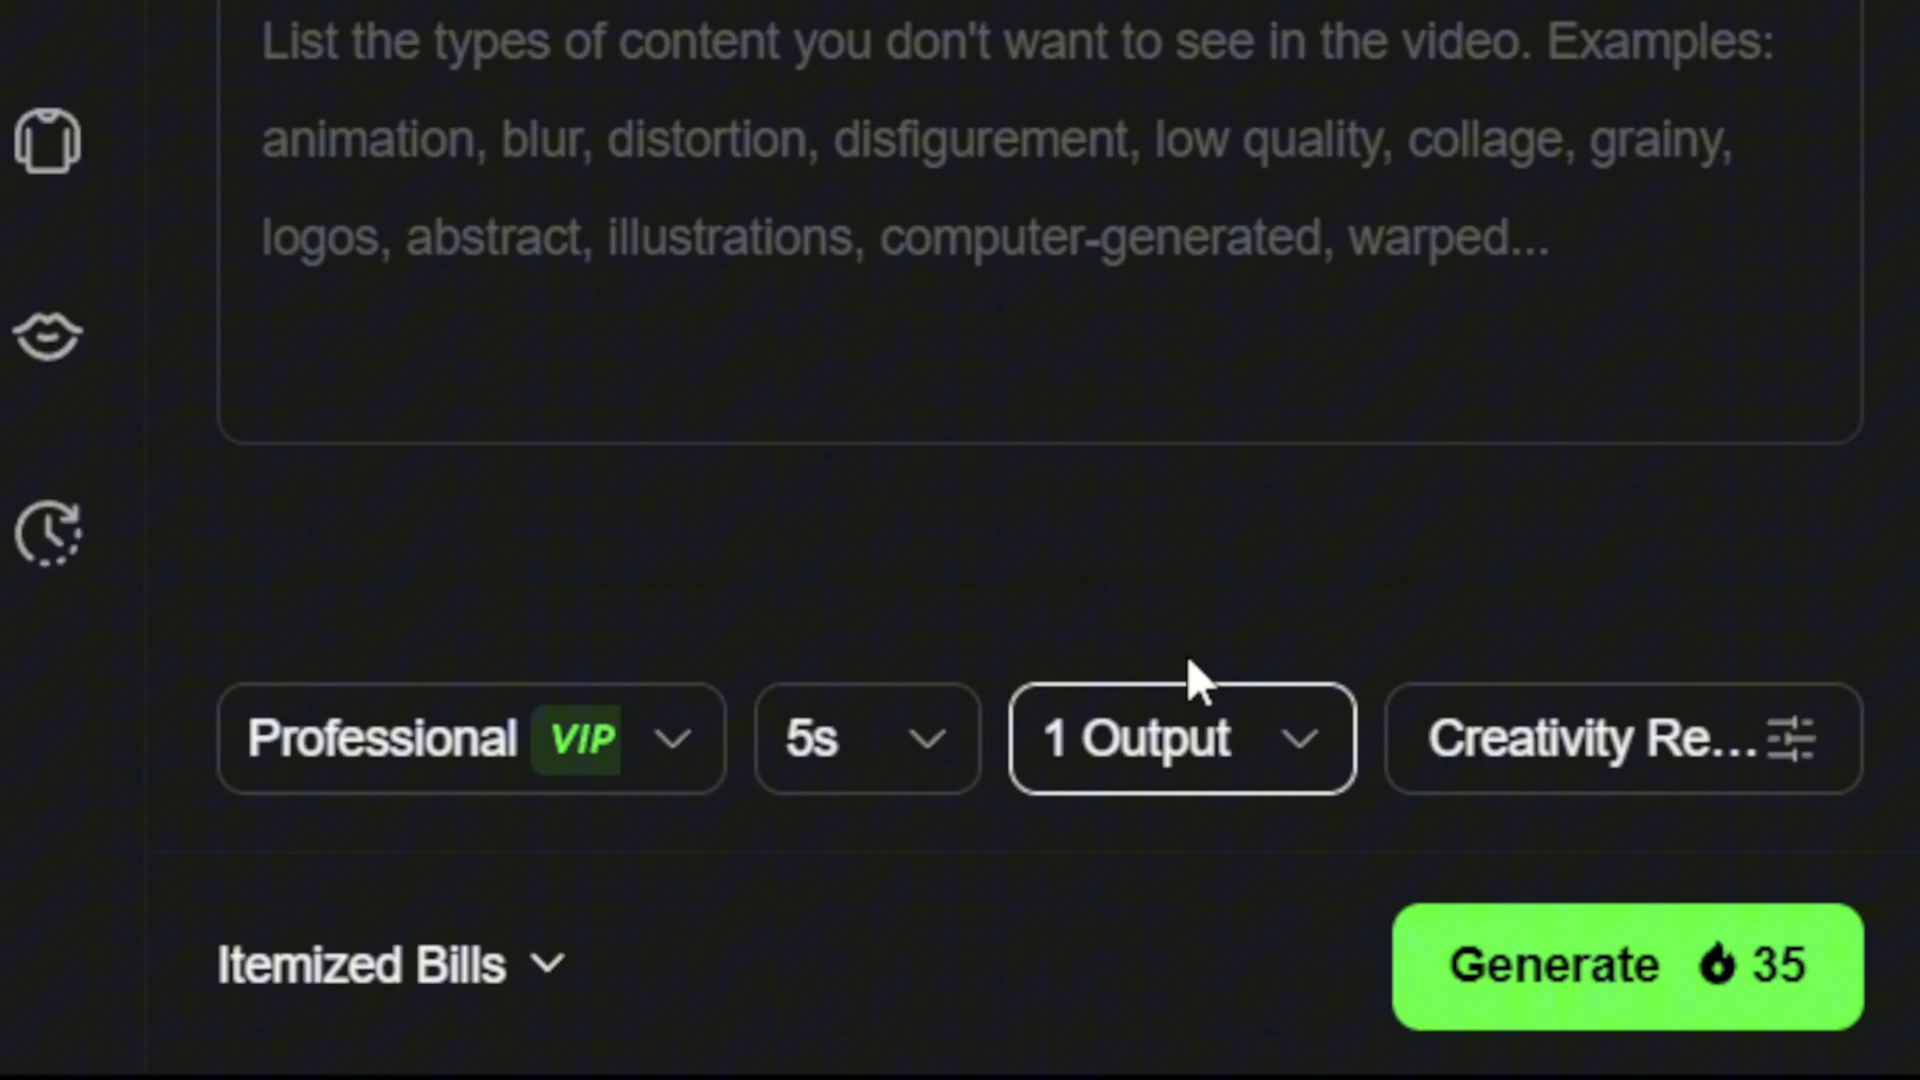 List the types of content you don't want to see in the video. Examples:
animation, blur, distortion, disfigurement, low quality, collage, grainy,
logos, abstract, illustrations, computer-generated, warped...
Professional VIP
5s
1 Output
Creativity Re...
Itemized Bills
Generate 35